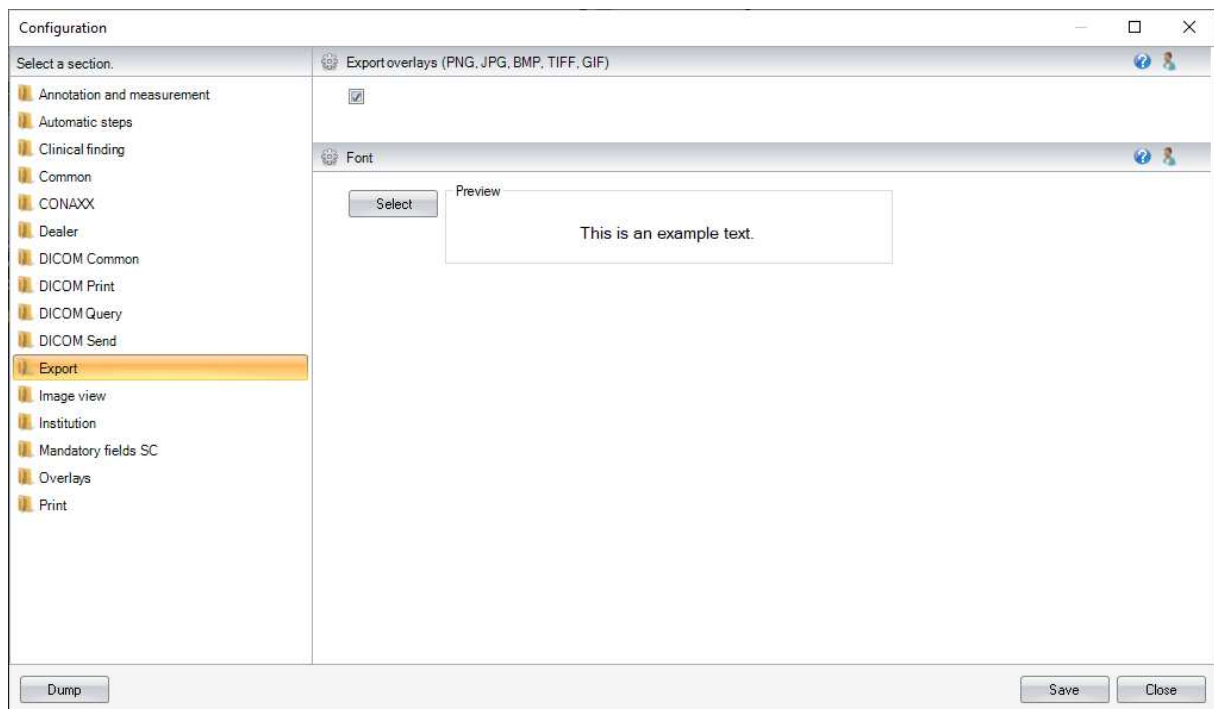 Configuration
Select a section.
Annotation and measurement
Automatic steps
Clinical finding
Common
CONAXX
Dealer
DICOM Common
DICOM Print
DICOM Query
DICOM Send
Export
Image view
Institution
Mandatory fields SC
Overlays
Print
Export overlays (PNG, JPG, BMP, TIFF, GIF)
Font
Select
Preview
This is an example text.
Dump
Save
Close